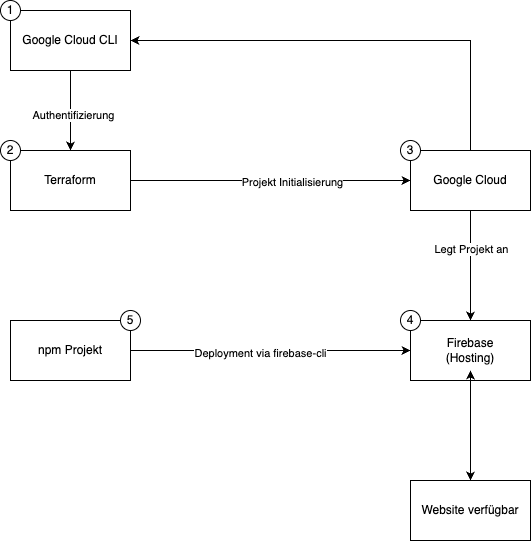 1
Google Cloud CLI
Authentifizierung
2
Terraform
Projekt Initialisierung
3
Google Cloud
Legt Projekt an
5
npm Projekt
Deployment via firebase-cli
4
Firebase
(Hosting)
Website verfügbar